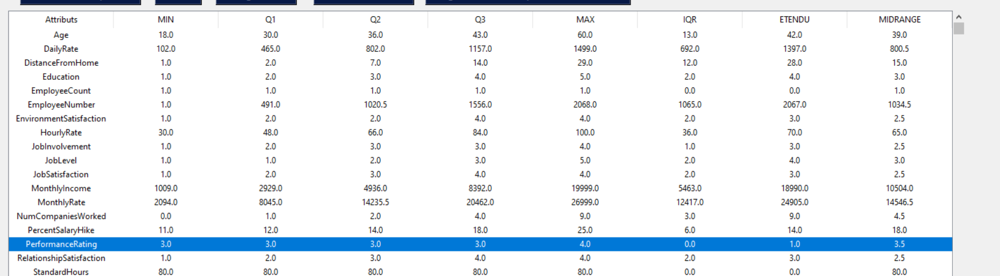 Attributs MIN Q1 Q2 Q3 MAX IQR ETENDU MIDRANGE
Age 18.0 30.0 36.0 43.0 60.0 13.0 42.0 39.0
DailyRate 102.0 465.0 802.0 1157.0 1499.0 692.0 1397.0 800.5
DistanceFromHome 1.0 2.0 7.0 14.0 29.0 12.0 28.0 15.0
Education 1.0 2.0 3.0 4.0 5.0 2.0 4.0 3.0
EmployeeCount 1.0 1.0 1.0 1.0 1.0 0.0 0.0 1.0
EmployeeNumber 1.0 491.0 1020.5 1556.0 2068.0 1065.0 2067.0 1034.5
EnvironmentSatisfaction 1.0 2.0 2.0 4.0 4.0 2.0 3.0 2.5
HourlyRate 30.0 48.0 66.0 84.0 100.0 36.0 70.0 65.0
JobInvolvement 1.0 2.0 3.0 3.0 4.0 1.0 3.0 2.5
JobLevel 1.0 1.0 2.0 3.0 5.0 2.0 4.0 3.0
JobSatisfaction 1.0 2.0 3.0 4.0 4.0 2.0 3.0 2.5
MonthlyIncome 1009.0 2929.0 4936.0 8392.0 19999.0 5463.0 18990.0 10504.0
MonthlyRate 2094.0 8045.0 14235.5 20462.0 26999.0 12417.0 24905.0 14546.5
NumCompaniesWorked 0.0 1.0 2.0 4.0 9.0 3.0 9.0 4.5
PercentSalaryHike 11.0 12.0 14.0 18.0 25.0 6.0 14.0 18.0
PerformanceRating 3.0 3.0 3.0 3.0 4.0 0.0 1.0 3.5
RelationshipSatisfaction 1.0 2.0 3.0 4.0 4.0 2.0 3.0 2.5
StandardHours 80.0 80.0 80.0 80.0 80.0 0.0 0.0 80.0